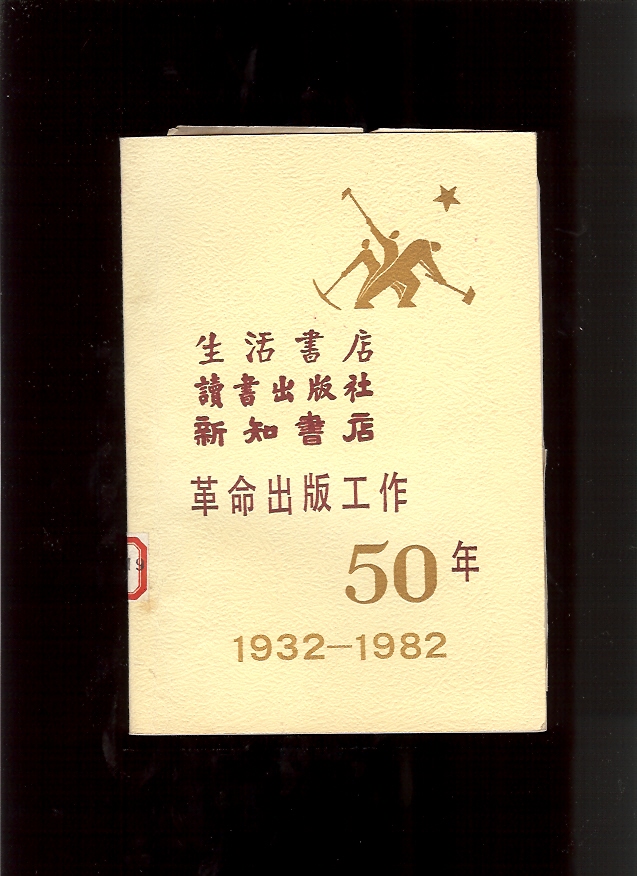 生活書店
讀書出版社
新知書店
革命出版工作
50年
1932—1982
19